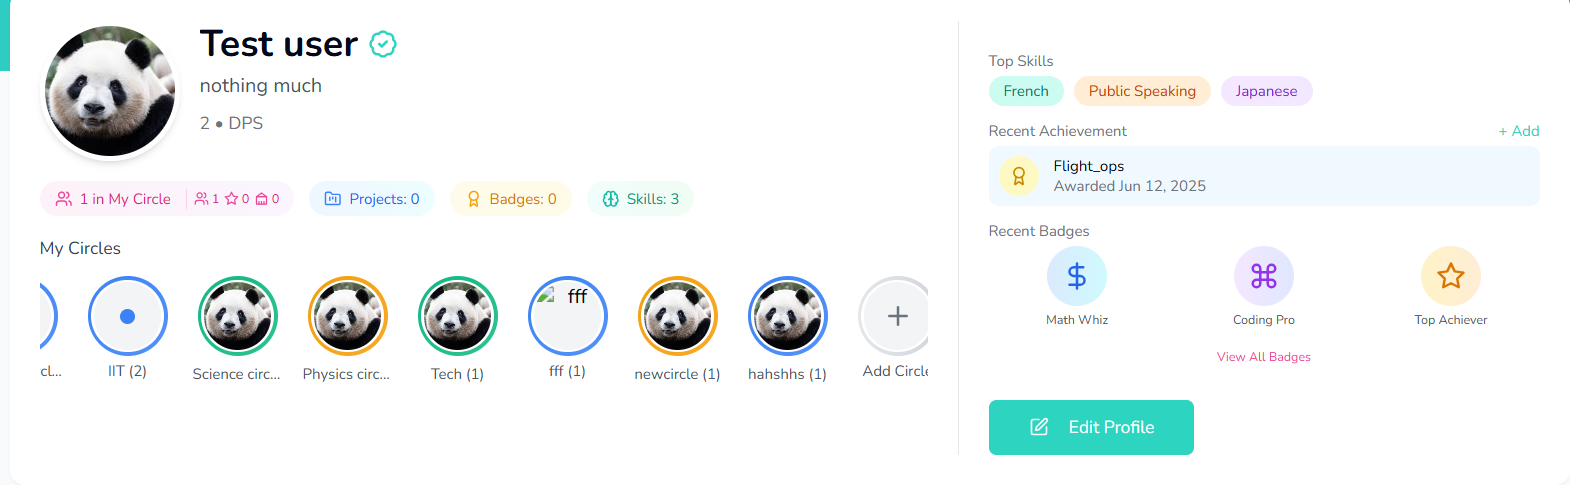 Test user
nothing much
2 • DPS
1 in My Circle 1 0 0
Projects: 0
Badges: 0
Skills: 3
My Circles
cl...
IIT (2)
Science circ...
Physics circ...
Tech (1)
fff
fff (1)
newcircle (1)
hahshhs (1)
Add Circle
Top Skills
French
Public Speaking
Japanese
Recent Achievement
+ Add
Flight_ops
Awarded Jun 12, 2025
Recent Badges
Math Whiz
Coding Pro
Top Achiever
View All Badges
Edit Profile